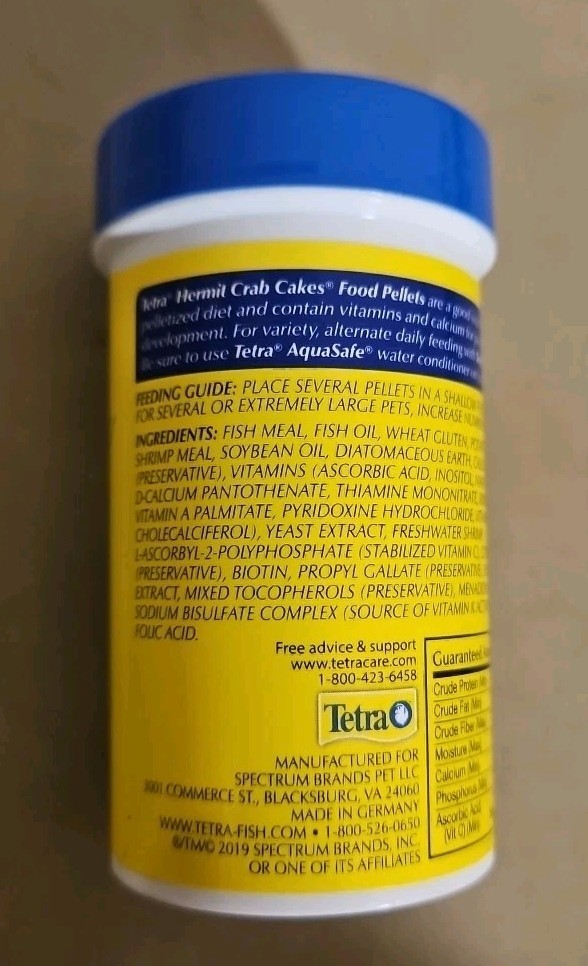 Tetra® Hermit Crab Cakes® Food Pellets are a good
pelletized diet and contain vitamins and calcium for
development. For variety, alternate daily feeding with
Be sure to use Tetra® AquaSafe® water conditioner
FEEDING GUIDE: PLACE SEVERAL PELLETS IN A SHALLOW
FOR SEVERAL OR EXTREMELY LARGE PETS, INCREASE
INGREDIENTS: FISH MEAL, FISH OIL, WHEAT GLUTEN,
SHRIMP MEAL, SOYBEAN OIL, DIATOMACEOUS EARTH,
(PRESERVATIVE), VITAMINS (ASCORBIC ACID, INOSITOL,
D-CALCIUM PANTOTHENATE, THIAMINE MONONITRATE,
VITAMIN A PALMITATE, PYRIDOXINE HYDROCHLORIDE,
CHOLECALCIFEROL), YEAST EXTRACT, FRESHWATER
L-ASCORBYL-2-POLYPHOSPHATE (STABILIZED VITAMIN C),
(PRESERVATIVE), BIOTIN, PROPYL GALLATE (PRESERVATIVE),
EXTRACT, MIXED TOCOPHEROLS (PRESERVATIVE),
SODIUM BISULFATE COMPLEX (SOURCE OF VITAMIN K
FOLIC ACID.
Free advice & support
www.tetracare.com
1-800-423-6458
Tetra
MANUFACTURED FOR
SPECTRUM BRANDS PET LLC
3001 COMMERCE ST., BLACKSBURG, VA 24060
MADE IN GERMANY
WWW.TETRA-FISH.COM • 1-800-526-0650
®/TM/© 2019 SPECTRUM BRANDS, INC.
OR ONE OF ITS AFFILIATES
Guaranteed
Crude Protein
Crude Fat
Crude Fiber
Moisture
Calcium
Phosphorus
Ascorbic Acid
(Vit. C)